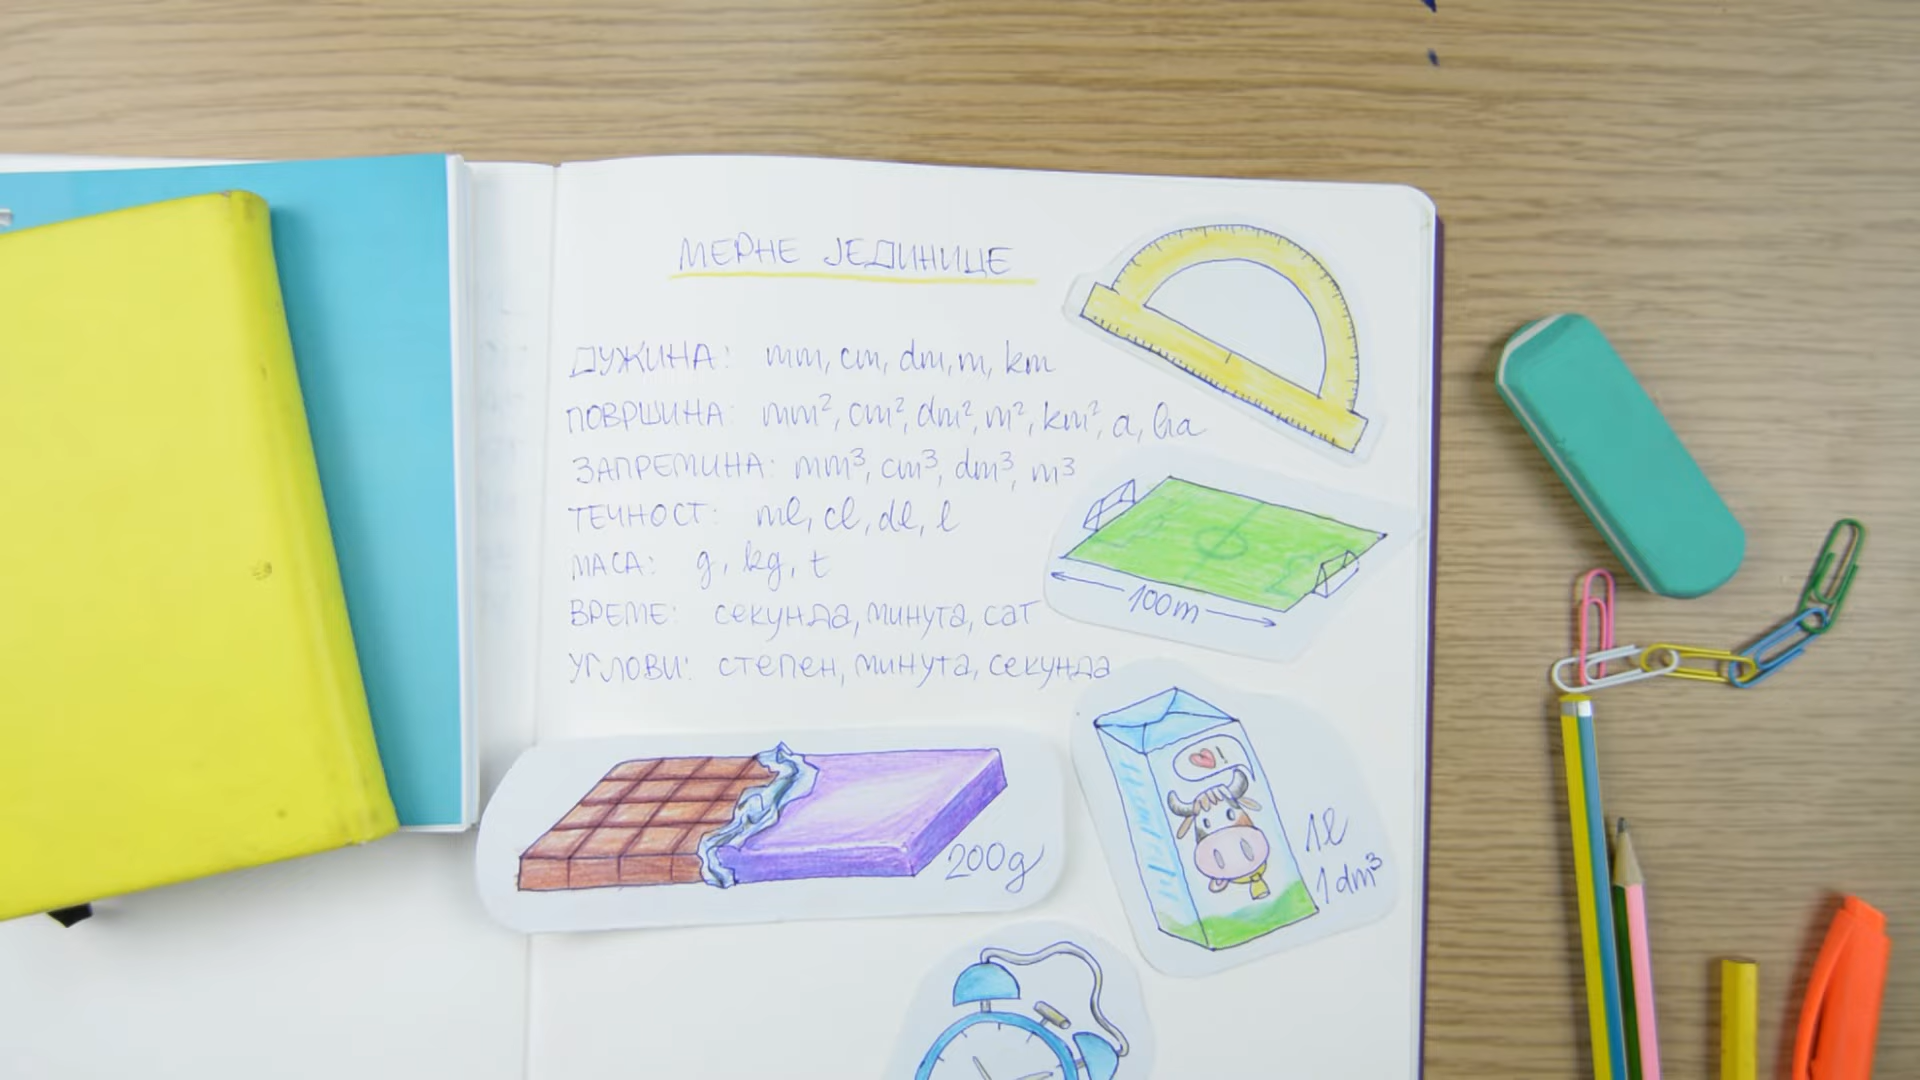 МЕРНЕ ЈЕДИНИЦЕ
ДУЖИНА: mm, cm, dm, m, km
ПОВРШИНА: mm², cm², dm², m², km², a, ha
ЗАПРЕМИНА: mm³, cm³, dm³, m³
ТЕЧНОСТ: ml, cl, dl, l
МАСА: g, kg, t
ВРЕМЕ: секунда, минута, сат
УГЛОВИ: степен, минута, секунда
100m
200g
!
1l
1dm³